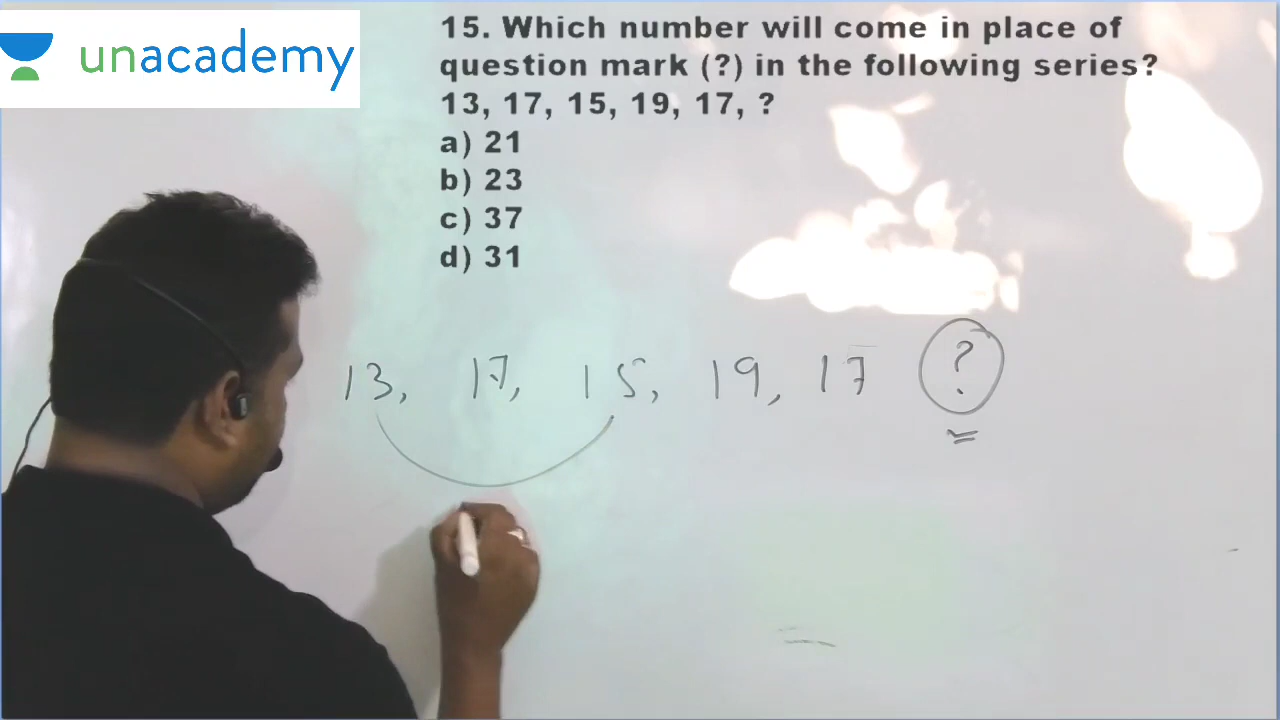 unacademy
15. Which number will come in place of
question mark (?) in the following series?
13, 17, 15, 19, 17, ?
a) 21
b) 23
c) 37
d) 31
13, 17, 15, 19, 17 ?